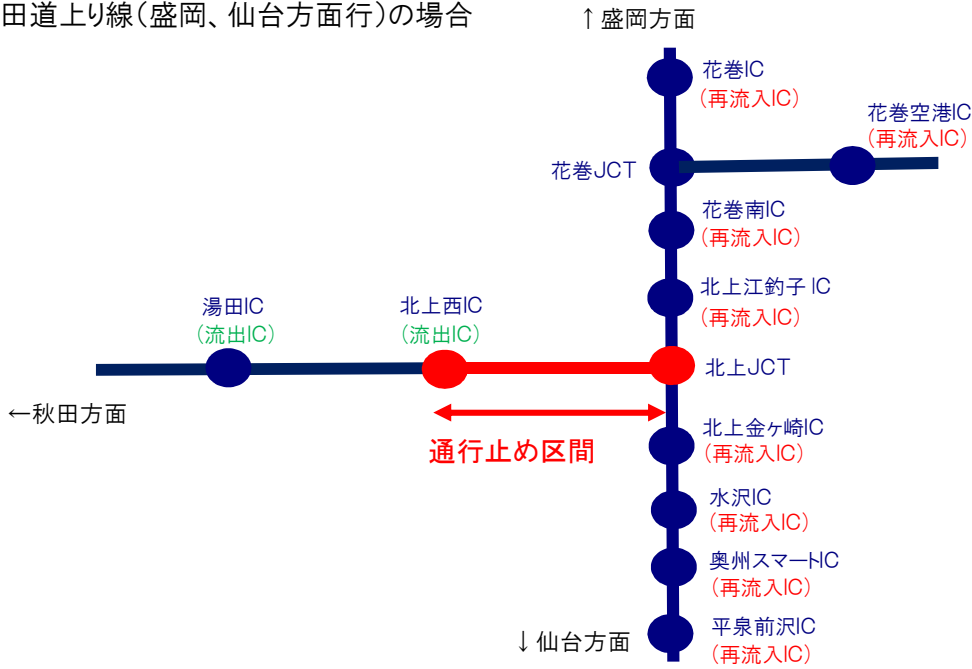 田道上り線(盛岡、仙台方面行)の場合
↑盛岡方面
花巻IC
(再流入IC)
花巻空港IC
(再流入IC)
花巻JCT
花巻南IC
(再流入IC)
北上江釣子 IC
(再流入IC)
湯田IC
(流出IC)
北上西IC
(流出IC)
北上JCT
←秋田方面
通行止め区間
北上金ヶ崎IC
(再流入IC)
水沢IC
(再流入IC)
奥州スマートIC
(再流入IC)
平泉前沢IC
(再流入IC)
↓仙台方面